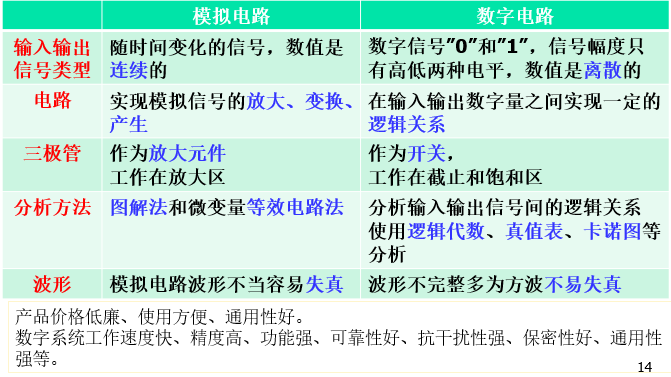 模拟电路 数字电路
输入输出信号类型 随时间变化的信号，数值是连续的 数字信号"0"和"1"，信号幅度只有高低两种电平，数值是离散的
电路 实现模拟信号的放大、变换、产生 在输入输出数字量之间实现一定的逻辑关系
三极管 作为放大元件 工作在放大区 作为开关， 工作在截止和饱和区
分析方法 图解法和微变量等效电路法 分析输入输出信号间的逻辑关系 使用逻辑代数、真值表、卡诺图等分析
波形 模拟电路波形不当容易失真 波形不完整多为方波不易失真
产品价格低廉、使用方便、通用性好。
数字系统工作速度快、精度高、功能强、可靠性好、抗干扰性强、保密性好、通用性
强等。
14